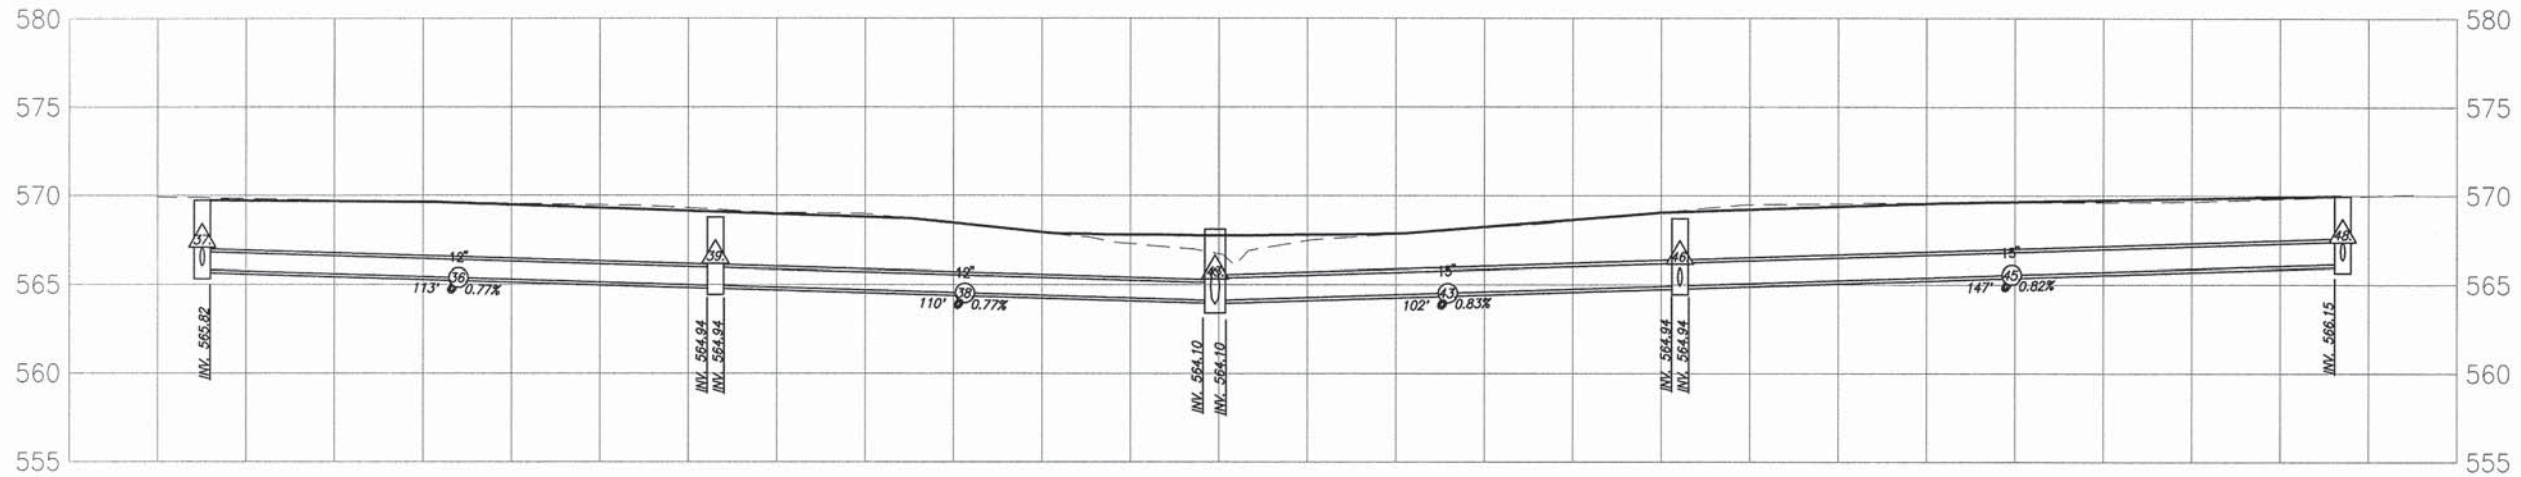 580 580
575 575
570 570
565 565
560 560
555 555
37
39
46
48
12"
12"
15"
15"
36
38
43
45
113' @ 0.77%
110' @ 0.77%
102' @ 0.83%
147' @ 0.82%
INV. 565.82
INV. 564.94
INV. 564.94
INV. 564.10
INV. 564.10
INV. 564.94
INV. 564.94
INV. 566.15